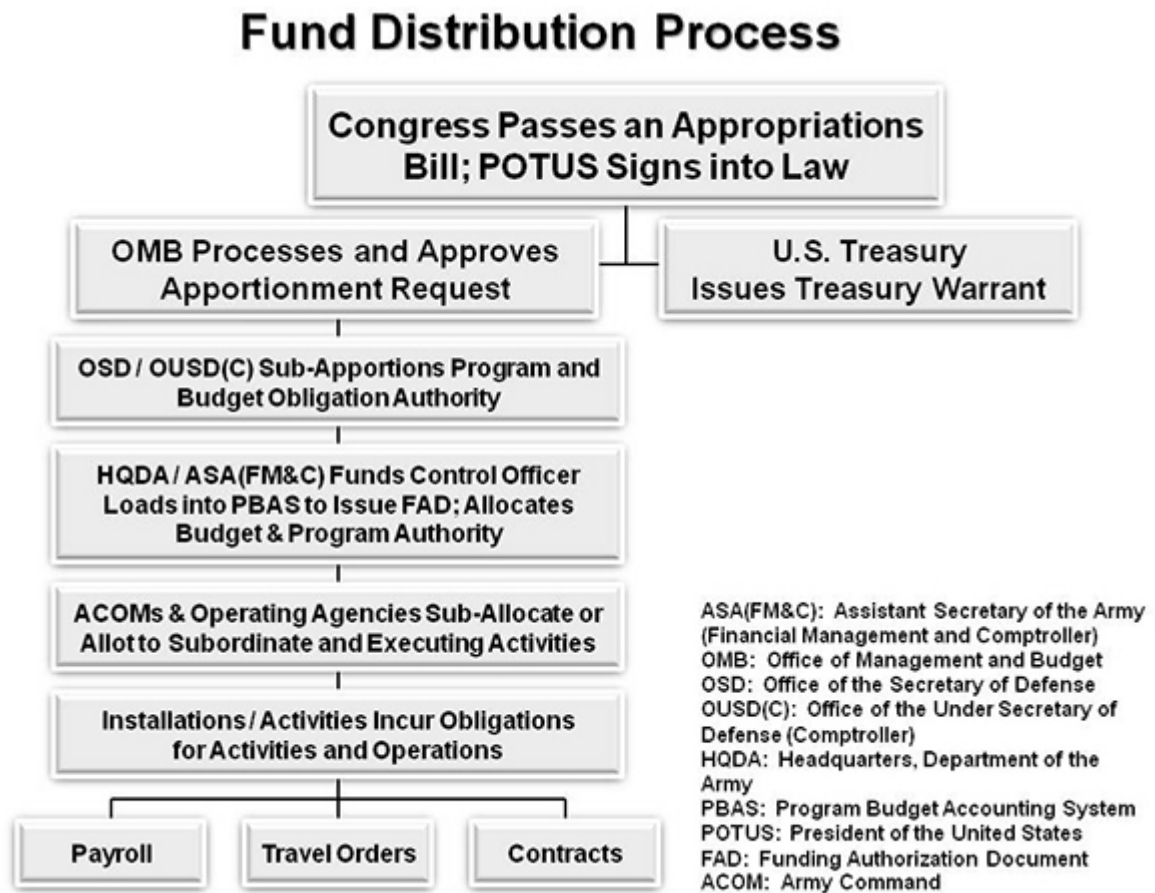 Fund Distribution Process
Congress Passes an Appropriations
Bill; POTUS Signs into Law
OMB Processes and Approves
Apportionment Request
U.S. Treasury
Issues Treasury Warrant
OSD / OUSD(C) Sub-Apportions Program and
Budget Obligation Authority
HQDA / ASA(FM&C) Funds Control Officer
Loads into PBAS to Issue FAD; Allocates
Budget & Program Authority
ACOMs & Operating Agencies Sub-Allocate or
Allot to Subordinate and Executing Activities
Installations / Activities Incur Obligations
for Activities and Operations
Payroll
Travel Orders
Contracts
ASA(FM&C): Assistant Secretary of the Army
(Financial Management and Comptroller)
OMB: Office of Management and Budget
OSD: Office of the Secretary of Defense
OUSD(C): Office of the Under Secretary of
Defense (Comptroller)
HQDA: Headquarters, Department of the
Army
PBAS: Program Budget Accounting System
POTUS: President of the United States
FAD: Funding Authorization Document
ACOM: Army Command